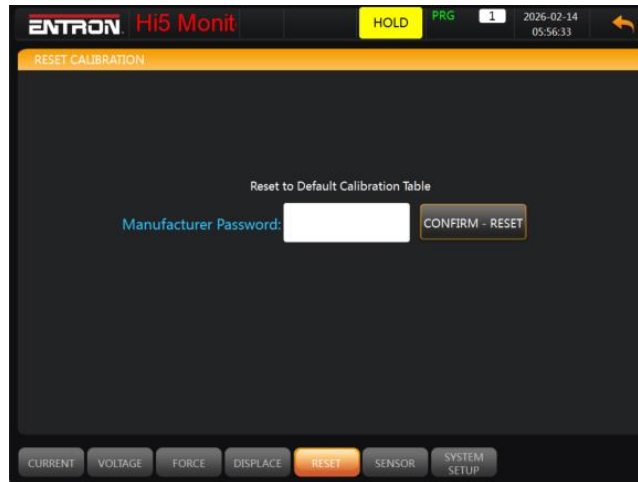 ENTRON. Hi5 Monit HOLD PRG 1 2026-02-14
05:56:33
RESET CALIBRATION
Reset to Default Calibration Table
Manufacturer Password: CONFIRM - RESET
CURRENT VOLTAGE FORCE DISPLACE RESET SENSOR SYSTEM
SETUP